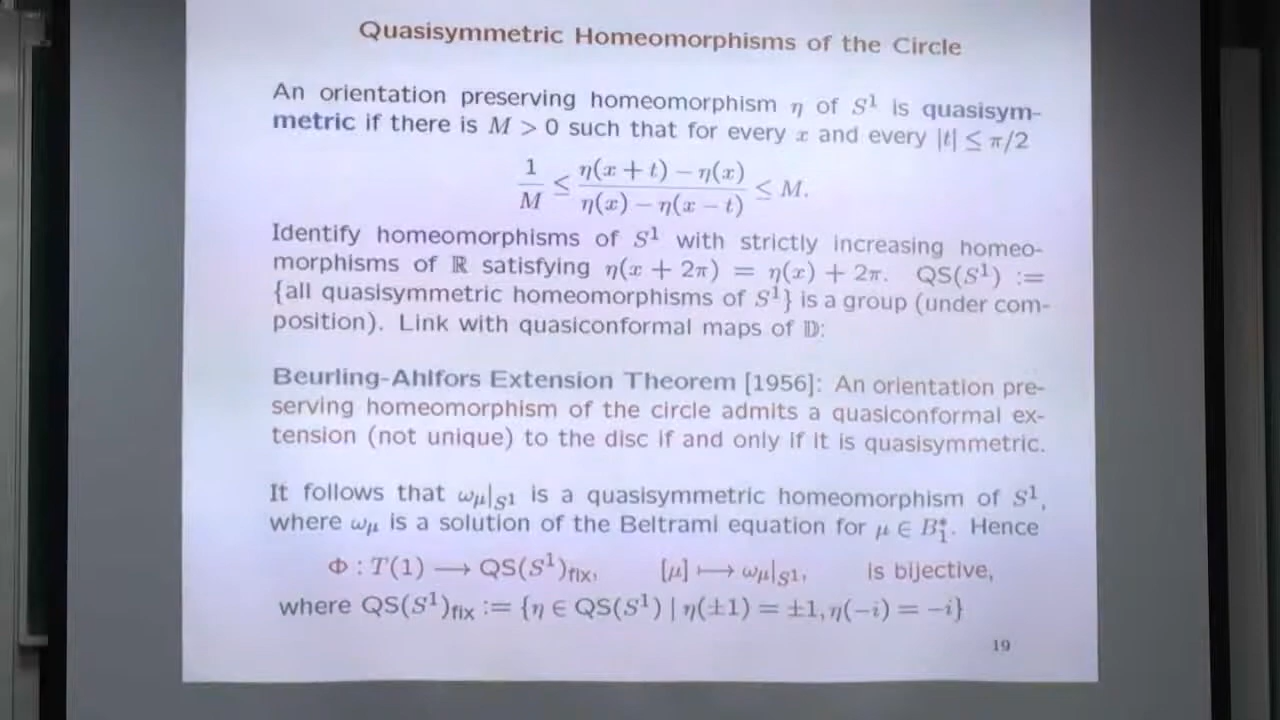 Quasisymmetric Homeomorphisms of the Circle
An orientation preserving homeomorphism η of S¹ is quasisym-
metric if there is M > 0 such that for every x and every |t| ≤ π/2
1/M ≤ (η(x + t) − η(x))/(η(x) − η(x − t)) ≤ M.
Identify homeomorphisms of S¹ with strictly increasing homeo-
morphisms of ℝ satisfying η(x + 2π) = η(x) + 2π. QS(S¹) :=
{all quasisymmetric homeomorphisms of S¹} is a group (under com-
position). Link with quasiconformal maps of 𝔻:
Beurling-Ahlfors Extension Theorem [1956]: An orientation pre-
serving homeomorphism of the circle admits a quasiconformal ex-
tension (not unique) to the disc if and only if it is quasisymmetric.
It follows that ω_μ|_S¹ is a quasisymmetric homeomorphism of S¹,
where ω_μ is a solution of the Beltrami equation for μ ∈ B₁*. Hence
Φ : T(1) ⟶ QS(S¹)_fix, [μ] ⟼ ω_μ|_S¹, is bijective,
where QS(S¹)_fix := {η ∈ QS(S¹) | η(±1) = ±1, η(−i) = −i}
19